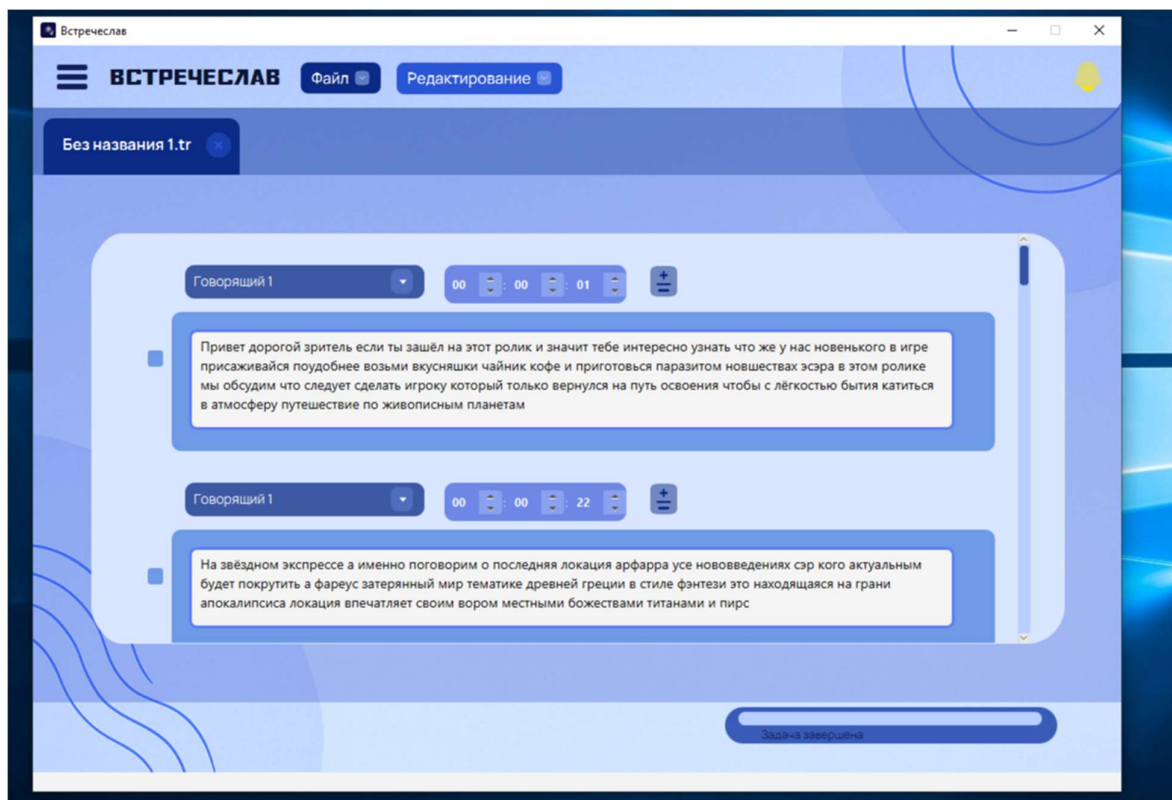 Встречеслав
ВСТРЕЧЕСЛАВ Файл Редактирование
Без названия 1.tr
Говорящий 1 00 : 00 : 01
Привет дорогой зритель если ты зашёл на этот ролик и значит тебе интересно узнать что же у нас новенького в игре
присаживайся поудобнее возьми вкусняшки чайник кофе и приготовься паразитом новшествах эсэра в этом ролике
мы обсудим что следует сделать игроку который только вернулся на путь освоения чтобы с лёгкостью бытия катиться
в атмосферу путешествие по живописным планетам
Говорящий 1 00 : 00 : 22
На звёздном экспрессе а именно поговорим о последняя локация арфарра усе нововведениях сэр кого актуальным
будет покрутить а фареус затерянный мир тематике древней греции в стиле фэнтези это находящаяся на грани
апокалипсиса локация впечатляет своим вором местными божествами титанами и пирс
Задача завершена